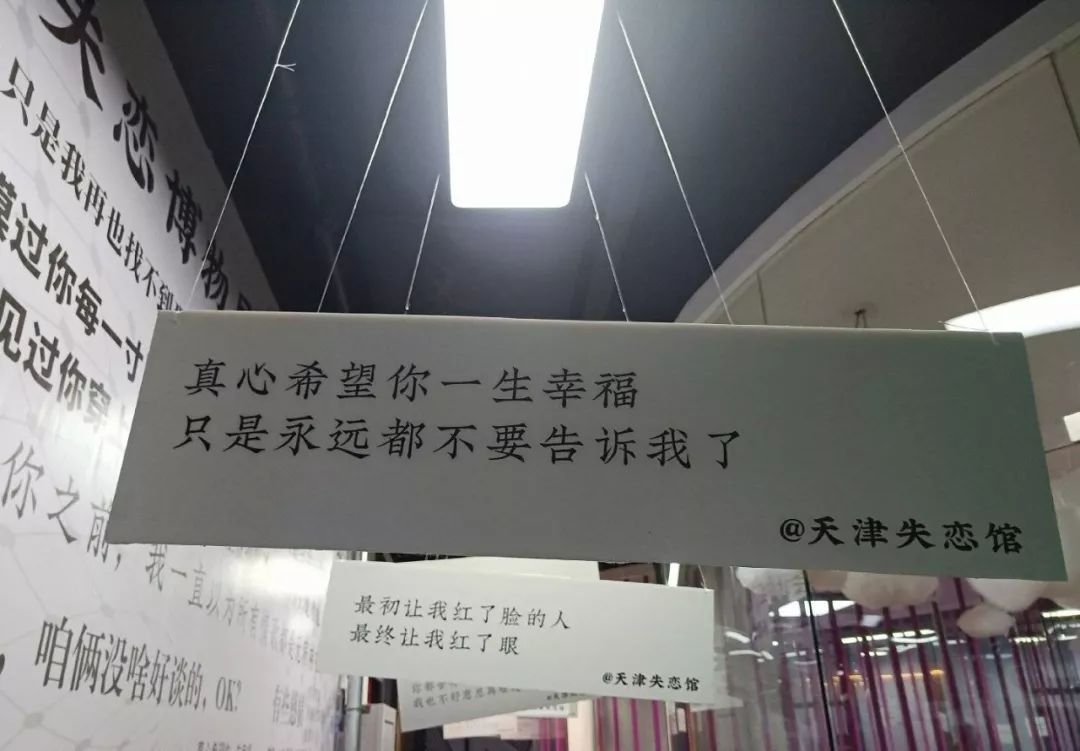 失恋博物
只是我再也找不到
摸过你每一寸
见过你穿
你之前，我一直以为所有
咱俩没啥好谈的，OK?
真心希望你一生幸福
只是永远都不要告诉我了
@天津失恋馆
最初让我红了脸的人
最终让我红了眼
@天津失恋馆